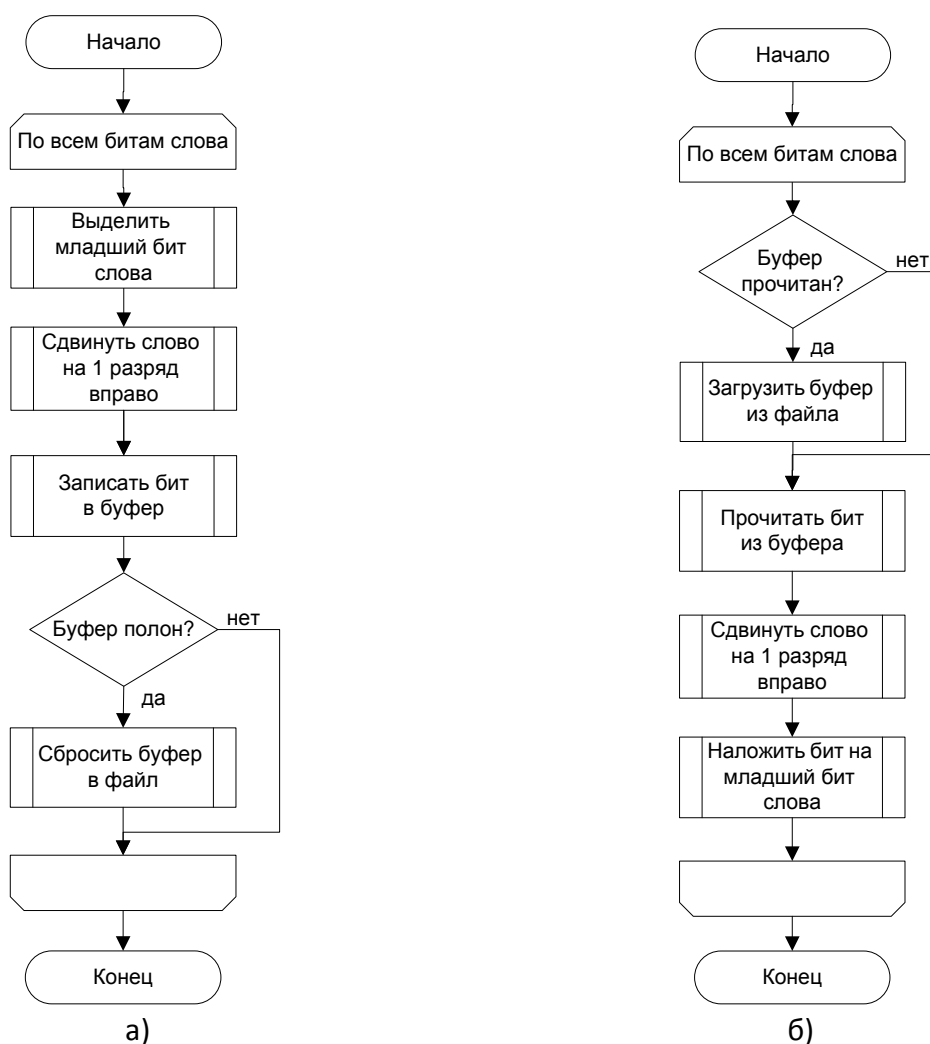 Начало
По всем битам слова
Выделить
младший бит
слова
Сдвинуть слово
на 1 разряд
вправо
Записать бит
в буфер
Буфер полон?
нет
да
Сбросить буфер
в файл
Конец
а)
Начало
По всем битам слова
Буфер
прочитан?
нет
да
Загрузить буфер
из файла
Прочитать бит
из буфера
Сдвинуть слово
на 1 разряд
вправо
Наложить бит на
младший бит
слова
Конец
б)